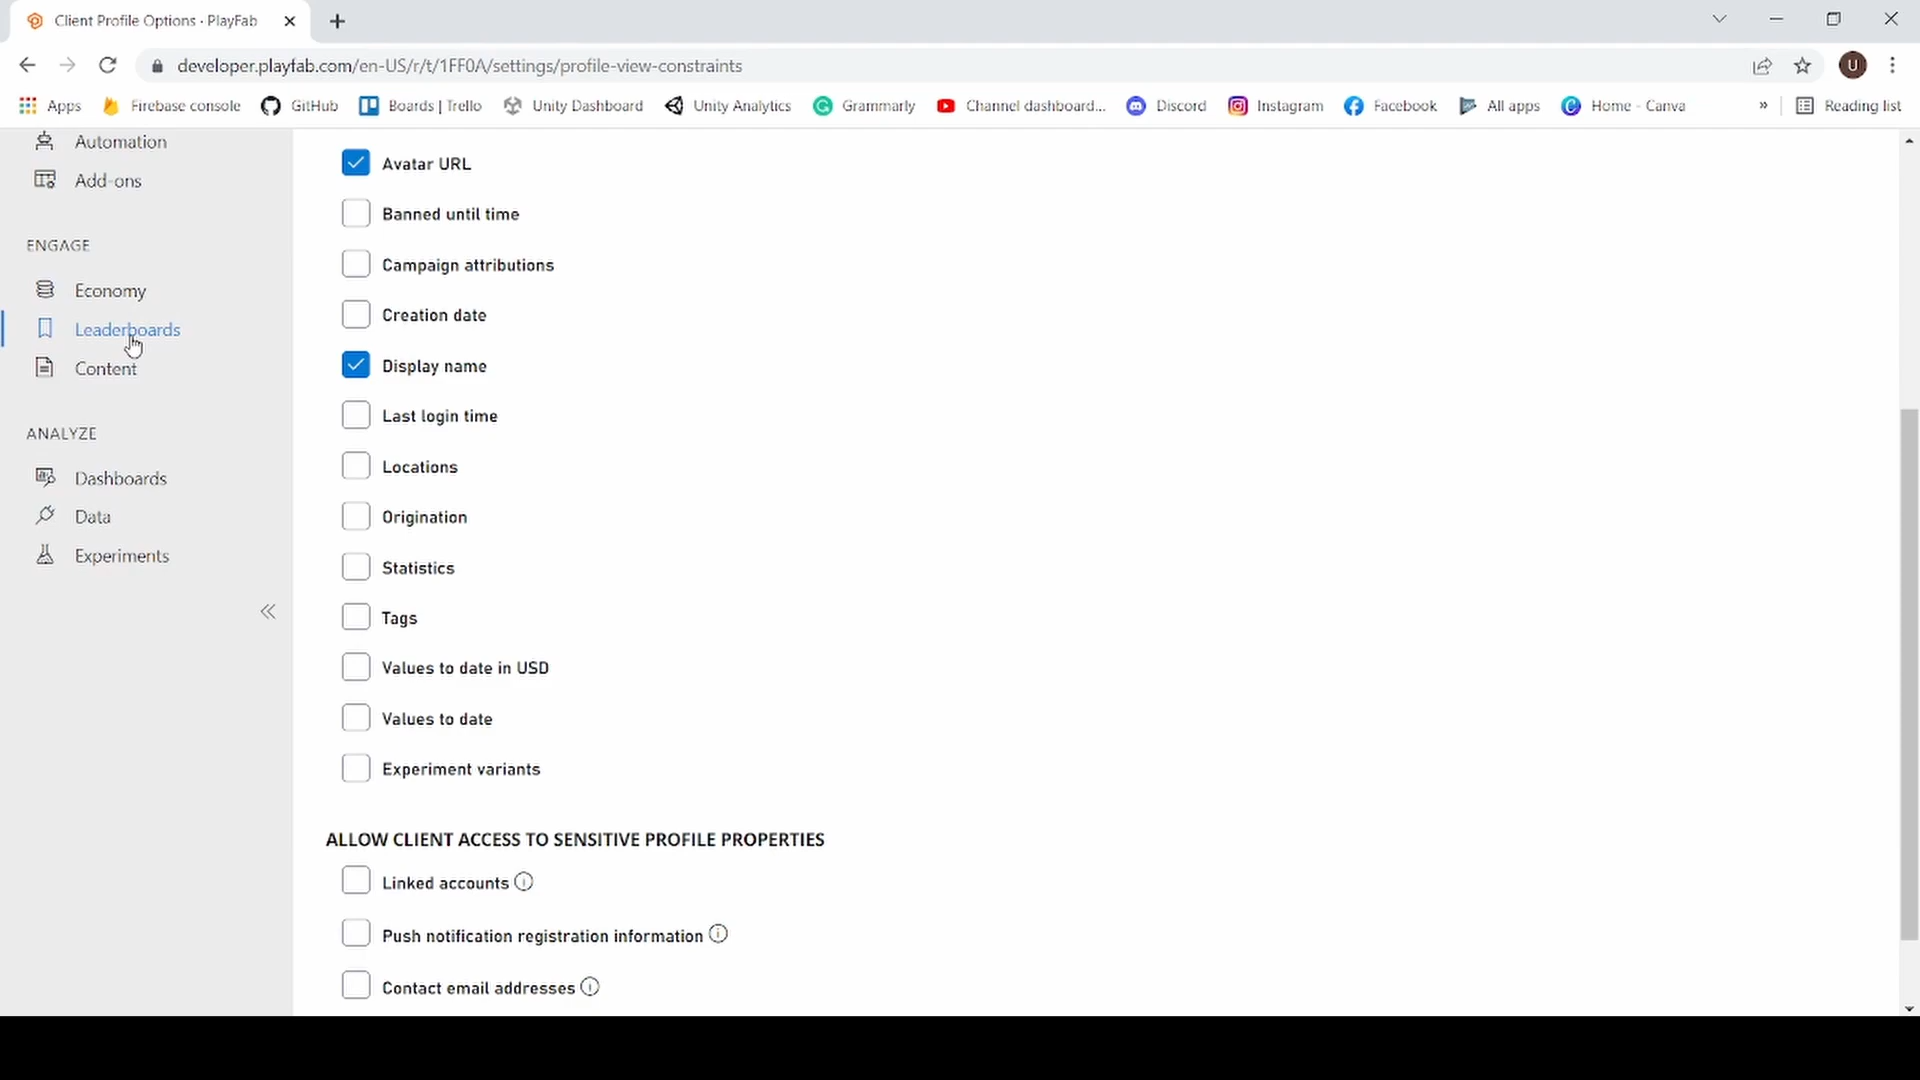 Client Profile Options · PlayFab
developer.playfab.com/en-US/r/t/1FF0A/settings/profile-view-constraints
U
Apps Firebase console GitHub Boards | Trello Unity Dashboard Unity Analytics Grammarly Channel dashboard... Discord Instagram Facebook All apps Home - Canva » Reading list
Automation
Add-ons
ENGAGE
Economy
Leaderboards
Content
ANALYZE
Dashboards
Data
Experiments
Avatar URL
Banned until time
Campaign attributions
Creation date
Display name
Last login time
Locations
Origination
Statistics
Tags
Values to date in USD
Values to date
Experiment variants
ALLOW CLIENT ACCESS TO SENSITIVE PROFILE PROPERTIES
Linked accounts
Push notification registration information
Contact email addresses